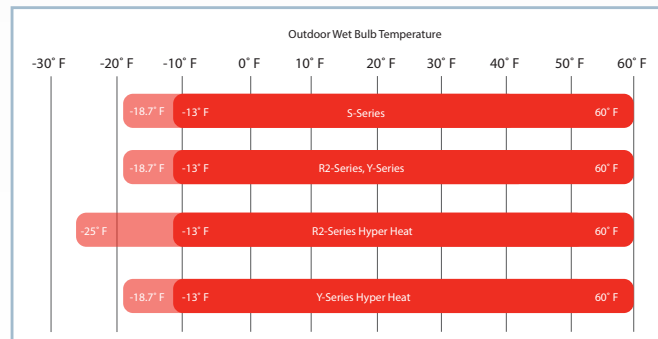 Outdoor Wet Bulb Temperature
-30˚ F -20˚ F -10˚ F 0˚ F 10˚ F 20˚ F 30˚ F 40˚ F 50˚ F 60˚ F
-18.7˚ F -13˚ F S-Series 60˚ F
-18.7˚ F -13˚ F R2-Series, Y-Series 60˚ F
-25˚ F -13˚ F R2-Series Hyper Heat 60˚ F
-18.7˚ F -13˚ F Y-Series Hyper Heat 60˚ F